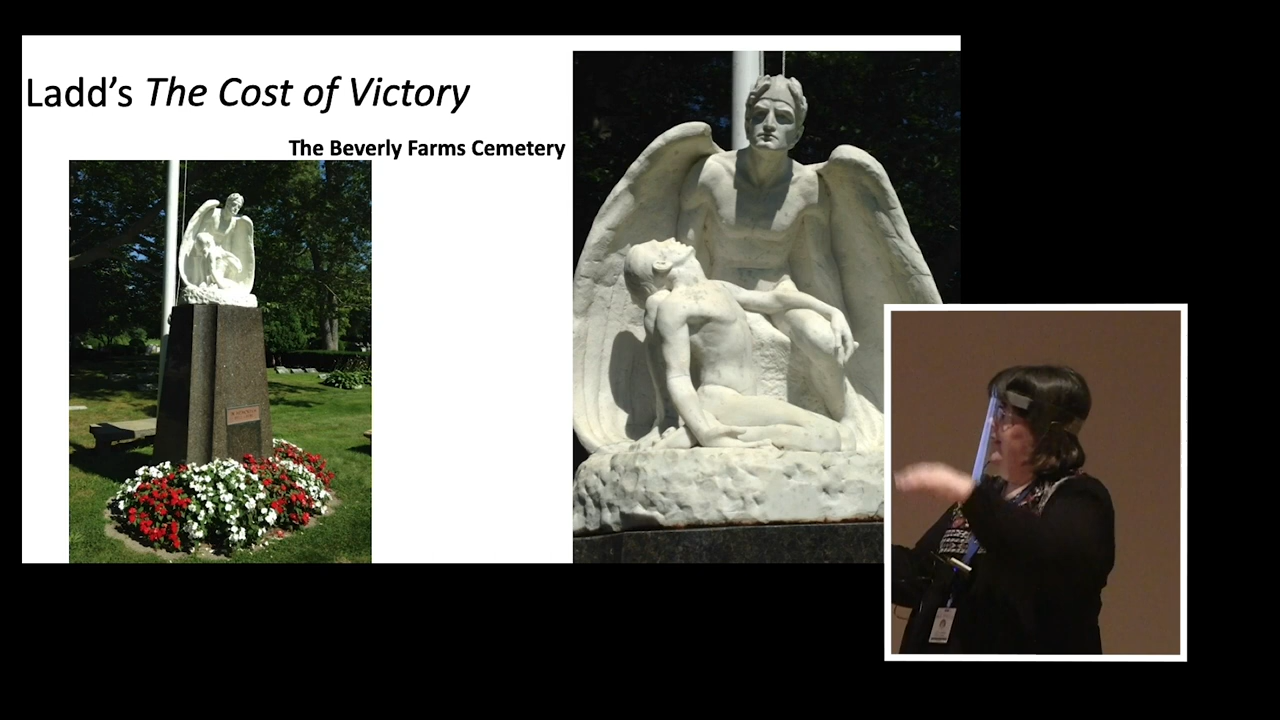 Ladd’s The Cost of Victory
The Beverly Farms Cemetery